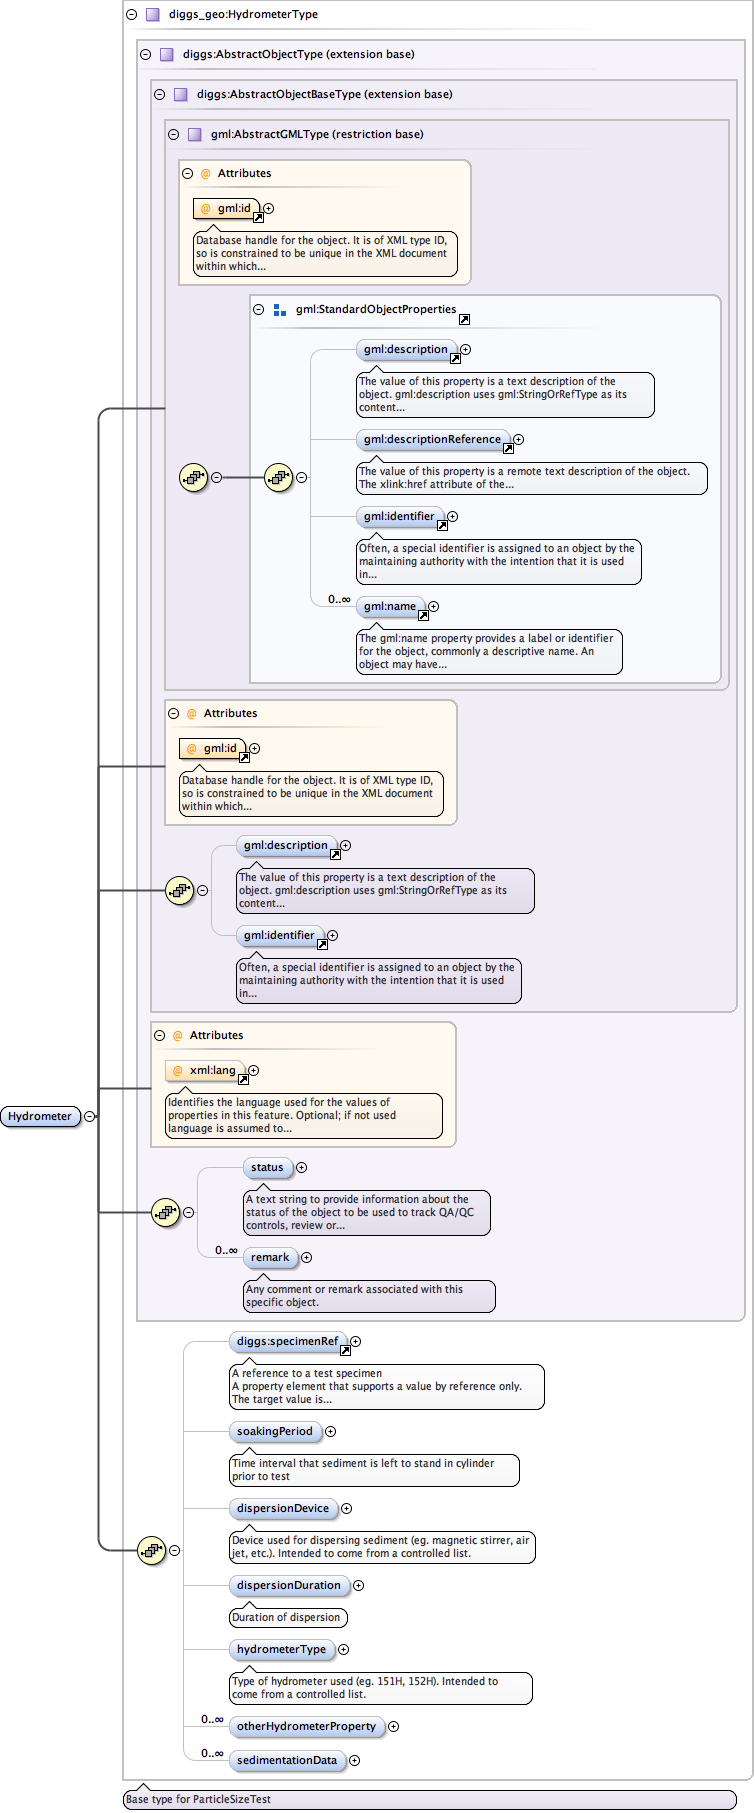 diggs_geo:HydrometerType
diggs:AbstractObjectType (extension base)
diggs:AbstractObjectBaseType (extension base)
gml:AbstractGMLType (restriction base)
@ Attributes
@ gml:id
Database handle for the object. It is of XML type ID,
so is constrained to be unique in the XML document
within which...
gml:StandardObjectProperties
gml:description
The value of this property is a text description of the
object. gml:description uses gml:StringOrRefType as its
content...
gml:descriptionReference
The value of this property is a remote text description of the object.
The xlink:href attribute of the...
gml:identifier
Often, a special identifier is assigned to an object by the
maintaining authority with the intention that it is used
in...
0..∞ gml:name
The gml:name property provides a label or identifier
for the object, commonly a descriptive name. An
object may have...
@ Attributes
@ gml:id
Database handle for the object. It is of XML type ID,
so is constrained to be unique in the XML document
within which...
gml:description
The value of this property is a text description of the
object. gml:description uses gml:StringOrRefType as its
content...
gml:identifier
Often, a special identifier is assigned to an object by the
maintaining authority with the intention that it is used
in...
@ Attributes
@ xml:lang
Identifies the language used for the values of
properties in this feature. Optional; if not used
language is assumed to...
Hydrometer
status
A text string to provide information about the
status of the object to be used to track QA/QC
controls, review or...
0..∞ remark
Any comment or remark associated with this
specific object.
diggs:specimenRef
A reference to a test specimen
A property element that supports a value by reference only.
The target value is...
soakingPeriod
Time interval that sediment is left to stand in cylinder
prior to test
dispersionDevice
Device used for dispersing sediment (eg. magnetic stirrer, air
jet, etc.). Intended to come from a controlled list.
dispersionDuration
Duration of dispersion
hydrometerType
Type of hydrometer used (eg. 151H, 152H). Intended to
come from a controlled list.
0..∞ otherHydrometerProperty
0..∞ sedimentationData
Base type for ParticleSizeTest